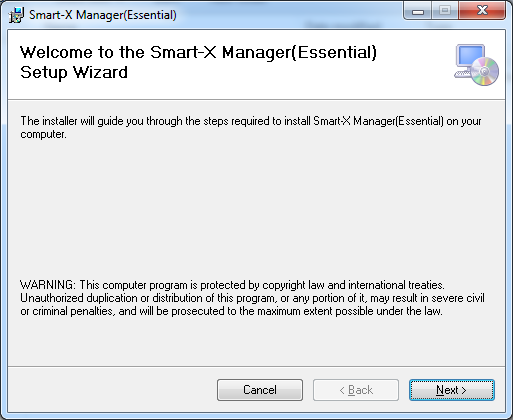 Smart-X Manager(Essential)
Welcome to the Smart-X Manager(Essential)
Setup Wizard
The installer will guide you through the steps required to install Smart-X Manager(Essential) on your
computer.
WARNING: This computer program is protected by copyright law and international treaties.
Unauthorized duplication or distribution of this program, or any portion of it, may result in severe civil
or criminal penalties, and will be prosecuted to the maximum extent possible under the law.
Cancel
< Back
Next >